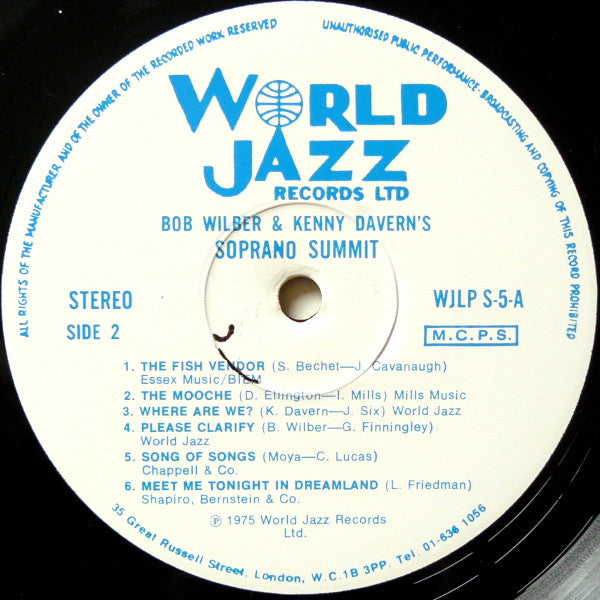 ALL RIGHTS OF THE MANUFACTURER AND OF THE OWNER OF THE RECORDED WORK RESERVED
UNAUTHORISED PUBLIC PERFORMANCE, BROADCASTING AND COPYING OF THIS RECORD PROHIBITED
WORLD
JAZZ
RECORDS LTD
BOB WILBER & KENNY DAVERN'S
SOPRANO SUMMIT
STEREO
SIDE 2
WJLP S-5-A
M.C.P.S.
1. THE FISH VENDOR (S. Bechet—J. Cavanaugh)
Essex Music/BIEM
2. THE MOOCHE (D. Ellington—I. Mills) Mills Music
3. WHERE ARE WE? (K. Davern—J. Six) World Jazz
4. PLEASE CLARIFY (B. Wilber—G. Finningley)
World Jazz
5. SONG OF SONGS (Moya—C. Lucas)
Chappell & Co.
6. MEET ME TONIGHT IN DREAMLAND (L. Friedman)
Shapiro, Bernstein & Co.
℗ 1975 World Jazz Records
Ltd.
35 Great Russell Street, London, W.C.1B 3PP. Tel. 01-636 1056